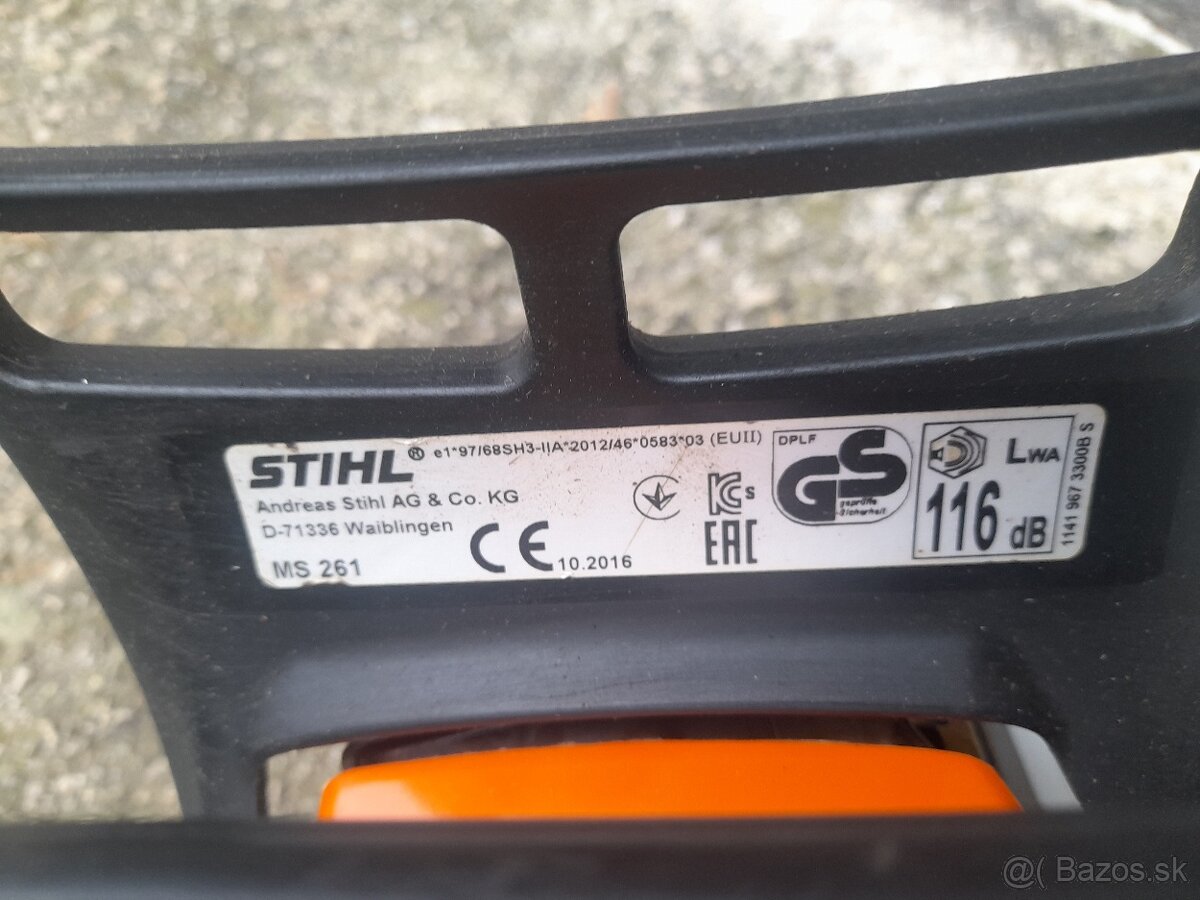 STIHL® e1*97/68SH3-IIA*2012/46*0583*03 (EUII)
Andreas Stihl AG & Co. KG
D-71336 Waiblingen
MS 261
CE 10.2016
KCs
EAC
DPLF
GS
geprüfte
Sicherheit
LWA
116 dB
1141 967 3300B S
@( Bazos.sk